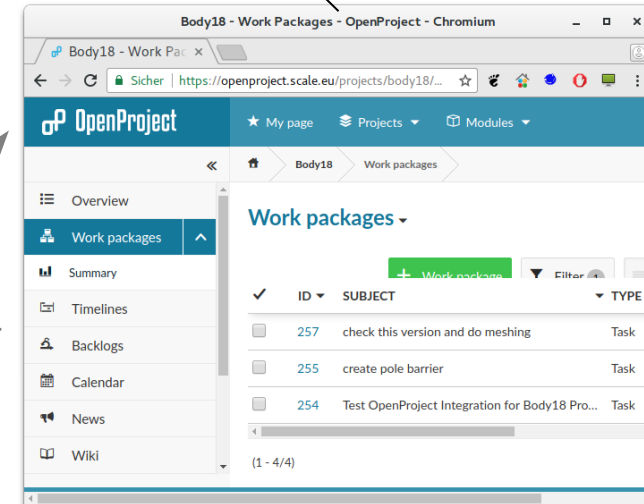 Body18 - Work Packages - OpenProject - Chromium
Body18 - Work Pac
Sicher https://openproject.scale.eu/projects/body18/...
OpenProject
My page Projects Modules
Body18 Work packages
Overview
Work packages
Work packages
Summary
Work package Filter 1
ID SUBJECT TYPE
Timelines
257 check this version and do meshing Task
Backlogs
255 create pole barrier Task
Calendar
254 Test OpenProject Integration for Body18 Pro... Task
News
Wiki
(1 - 4/4)